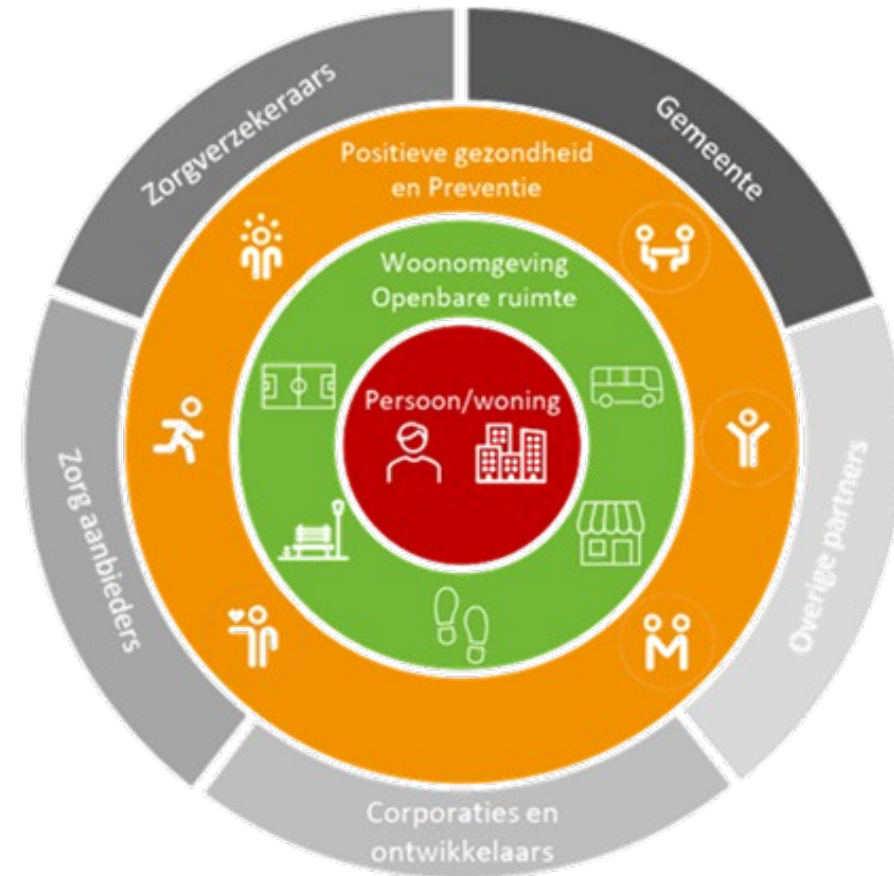 Zorgverzekeraars
Gemeente
Positieve gezondheid
en Preventie
Woonomgeving
Openbare ruimte
Persoon/woning
Zorg aanbieders
Overige partners
Corporaties en
ontwikkelaars